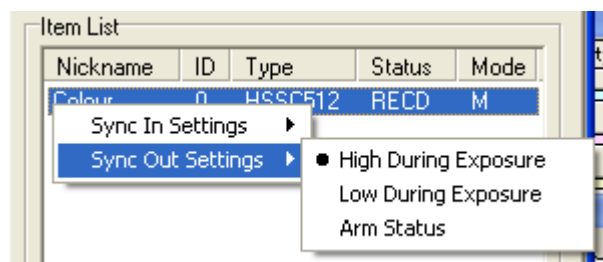 Item List
Nickname ID Type Status Mode
Colour 0 HSSC512 RECD M
Sync In Settings
Sync Out Settings
High During Exposure
Low During Exposure
Arm Status